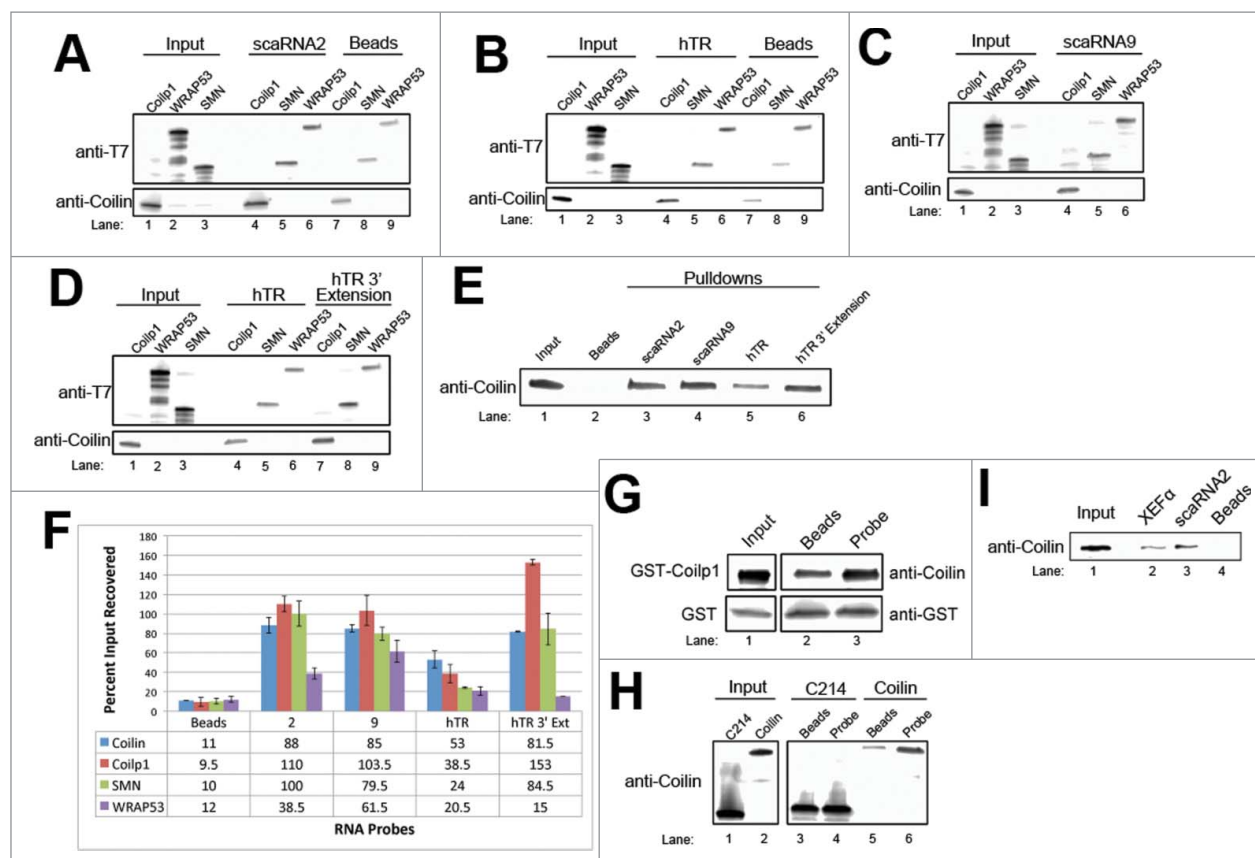 A
Input scaRNA2 Beads
Coilp1 WRAP53 SMN Coilp1 SMN WRAP53 Coilp1 SMN WRAP53
anti-T7
anti-Coilin
Lane: 1 2 3 4 5 6 7 8 9
B
Input hTR Beads
Coilp1 WRAP53 SMN Coilp1 SMN WRAP53 Coilp1 SMN WRAP53
anti-T7
anti-Coilin
Lane: 1 2 3 4 5 6 7 8 9
C
Input scaRNA9
Coilp1 WRAP53 SMN Coilp1 SMN WRAP53
anti-T7
anti-Coilin
Lane: 1 2 3 4 5 6
D
Input hTR hTR 3' Extension
Coilp1 WRAP53 SMN Coilp1 SMN WRAP53 Coilp1 SMN WRAP53
anti-T7
anti-Coilin
Lane: 1 2 3 4 5 6 7 8 9
E
Pulldowns
Input Beads scaRNA2 scaRNA9 hTR hTR 3' Extension
anti-Coilin
Lane: 1 2 3 4 5 6
F
Percent Input Recovered
180
160
140
120
100
80
60
40
20
0
Beads 2 9 hTR hTR 3' Ext
Coilin 11 88 85 53 81.5
Coilp1 9.5 110 103.5 38.5 153
SMN 10 100 79.5 24 84.5
WRAP53 12 38.5 61.5 20.5 15
RNA Probes
G
Input Beads Probe
GST-Coilp1 anti-Coilin
GST anti-GST
Lane: 1 2 3
H
Input C214 Coilin
C214 Coilin Beads Probe Beads Probe
anti-Coilin
Lane: 1 2 3 4 5 6
I
Input XEFα scaRNA2 Beads
anti-Coilin
Lane: 1 2 3 4